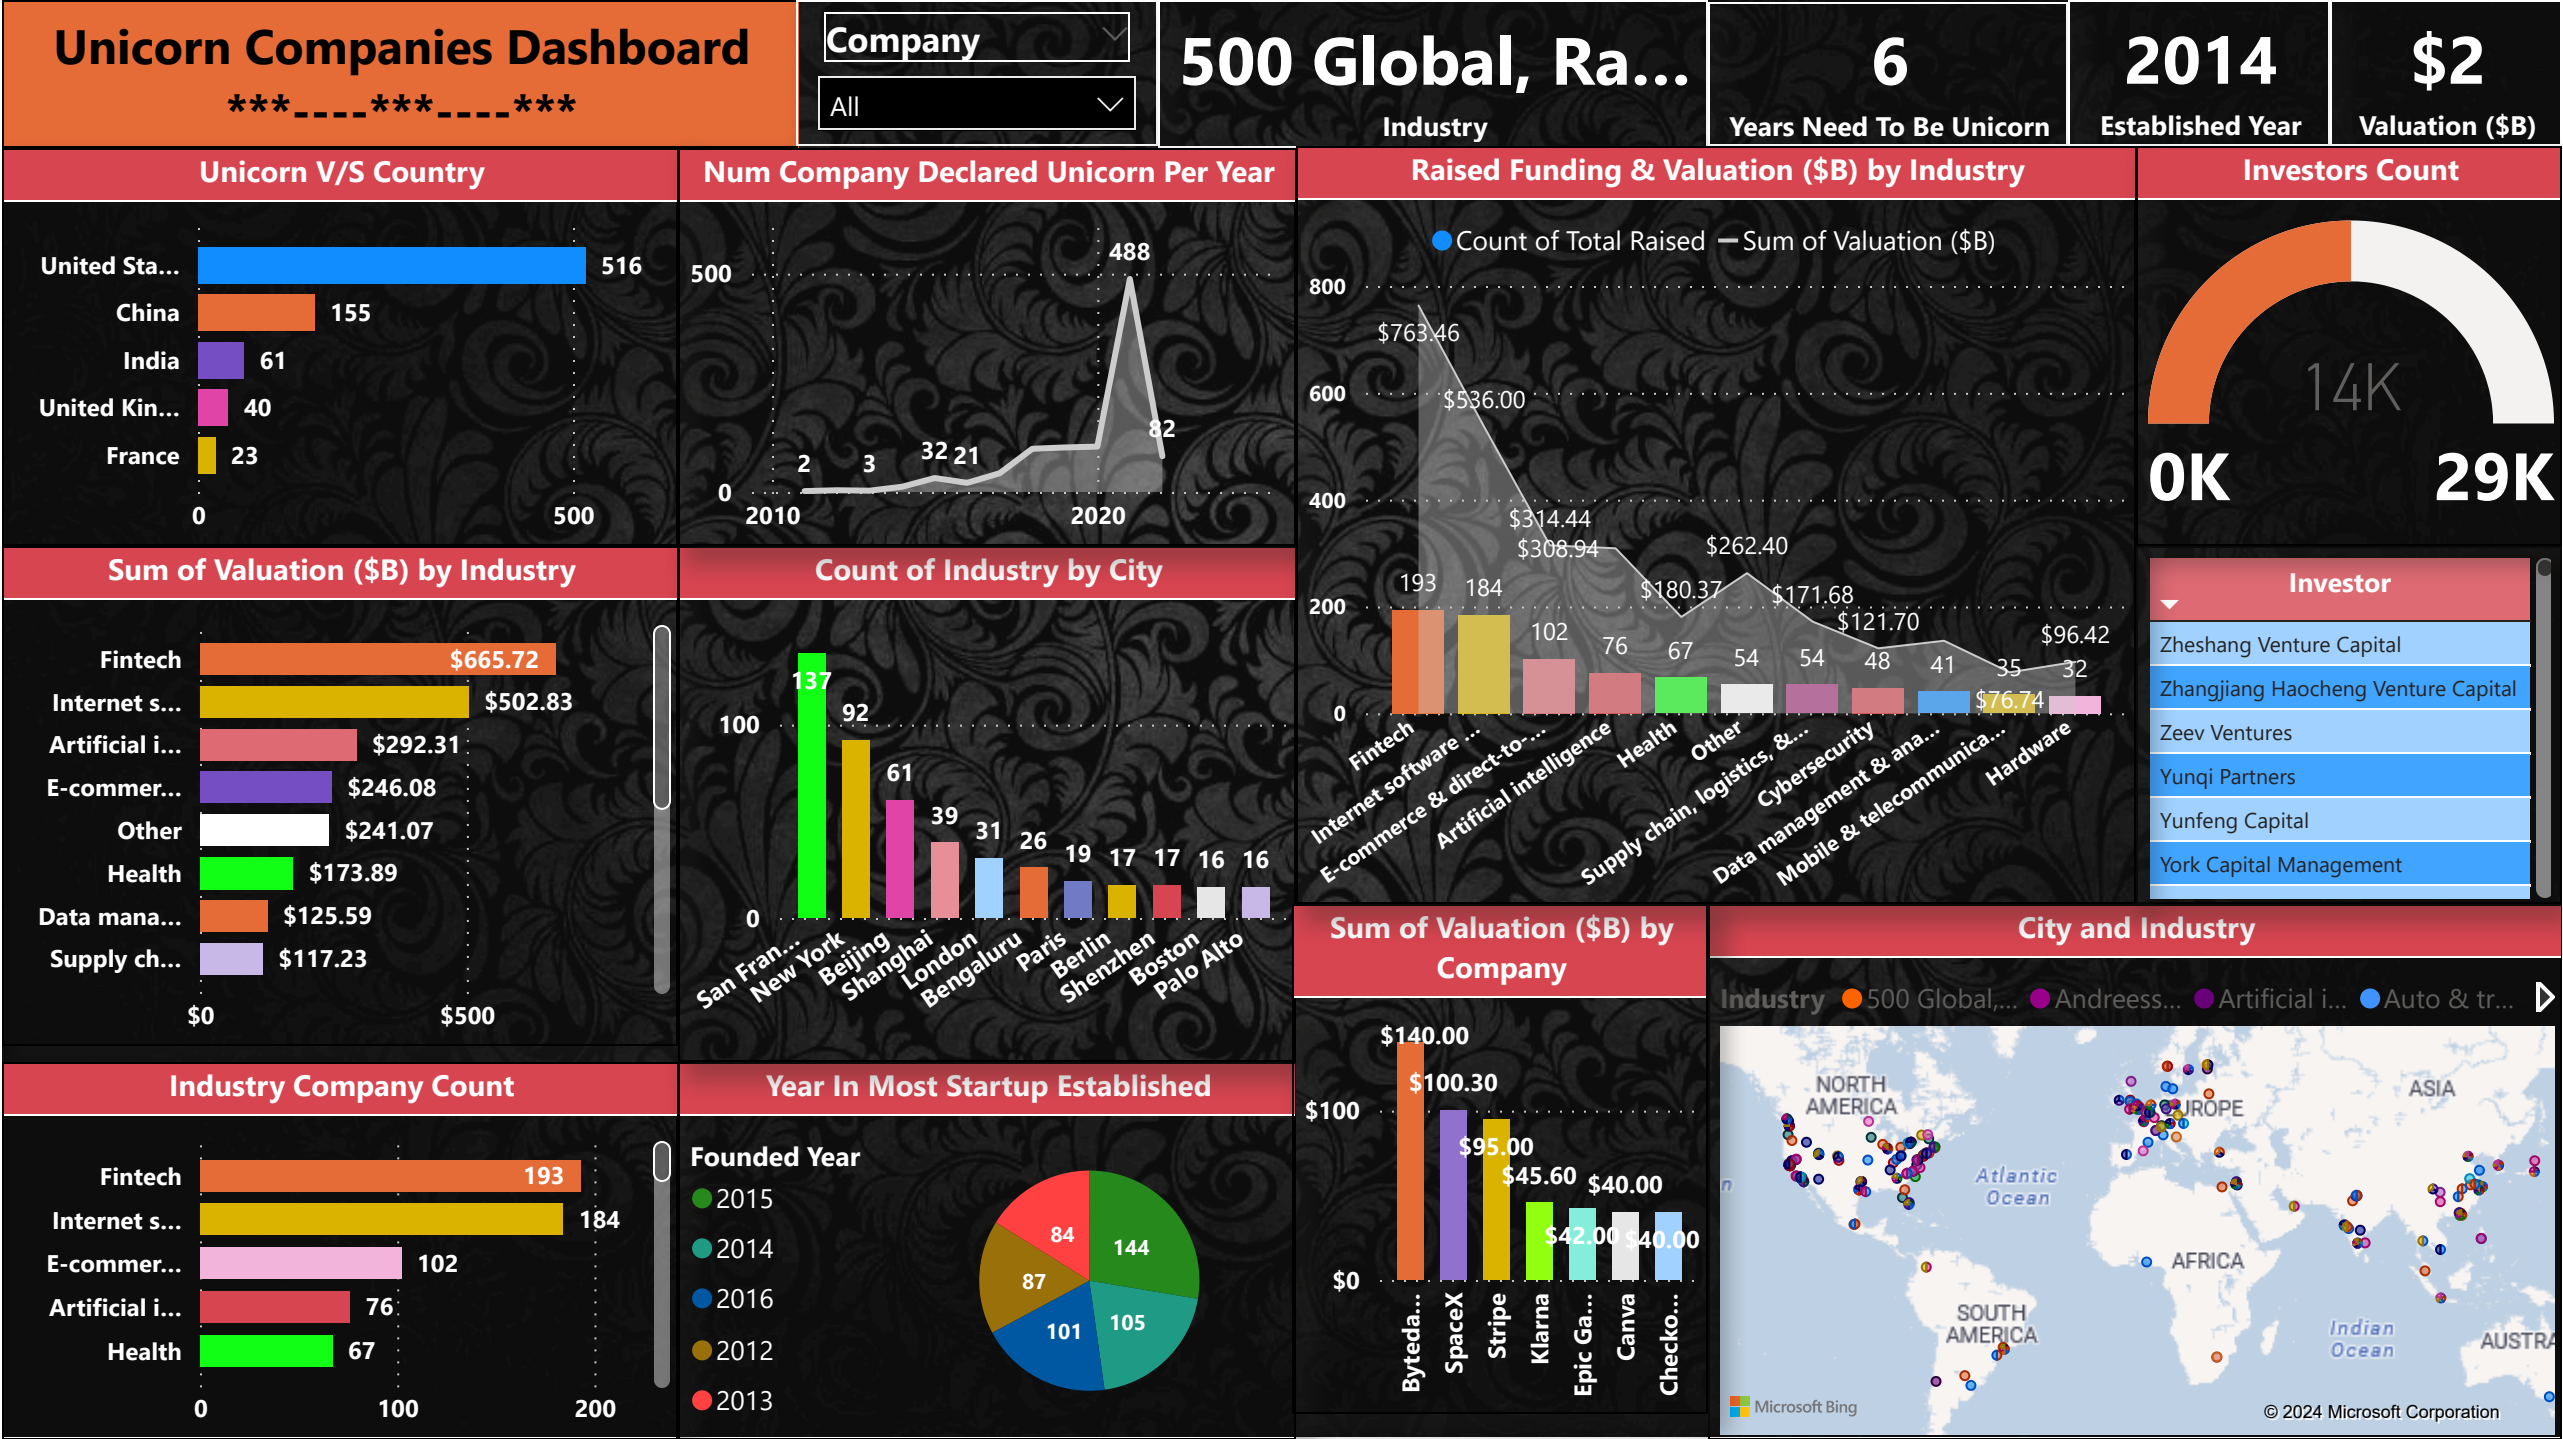 Unicorn Companies Dashboard
***----***----***
Company
All
500 Global, Ra...
Industry
6
Years Need To Be Unicorn
2014
Established Year
$2
Valuation ($B)
Unicorn V/S Country
United Sta...
516
China
155
India
61
United Kin...
40
France
23
0
500
Num Company Declared Unicorn Per Year
500
0
2
3
32
21
488
82
2010
2020
Raised Funding & Valuation ($B) by Industry
Count of Total Raised
Sum of Valuation ($B)
800
600
400
200
0
$763.46
$536.00
$314.44
$308.94
$180.37
$262.40
$171.68
$121.70
$76.74
$96.42
193
184
102
76
67
54
54
48
41
35
32
Fintech
Internet software ...
E-commerce & direct-to-...
Artificial intelligence
Health
Other
Supply chain, logistics, &...
Cybersecurity
Data management & ana...
Mobile & telecommunica...
Hardware
Investors Count
14K
0K
29K
Investor
Zheshang Venture Capital
Zhangjiang Haocheng Venture Capital
Zeev Ventures
Yunqi Partners
Yunfeng Capital
York Capital Management
Sum of Valuation ($B) by Industry
Fintech
$665.72
Internet s...
$502.83
Artificial i...
$292.31
E-commer...
$246.08
Other
$241.07
Health
$173.89
Data mana...
$125.59
Supply ch...
$117.23
$0
$500
Count of Industry by City
100
0
137
92
61
39
31
26
19
17
17
16
16
San Fran...
New York
Beijing
Shanghai
London
Bengaluru
Paris
Berlin
Shenzhen
Boston
Palo Alto
Industry Company Count
Fintech
193
Internet s...
184
E-commer...
102
Artificial i...
76
Health
67
0
100
200
Year In Most Startup Established
Founded Year
2015
2014
2016
2012
2013
144
105
101
87
84
Sum of Valuation ($B) by
Company
$100
$0
$140.00
$100.30
$95.00
$45.60
$42.00
$40.00
$40.00
Byteda...
SpaceX
Stripe
Klarna
Epic Ga...
Canva
Checko...
City and Industry
Industry
500 Global,...
Andreess...
Artificial i...
Auto & tr...
NORTH
AMERICA
UROPE
ASIA
Atlantic
Ocean
n
AFRICA
SOUTH
AMERICA
Indian
Ocean
AUSTRA
Microsoft Bing
© 2024 Microsoft Corporation